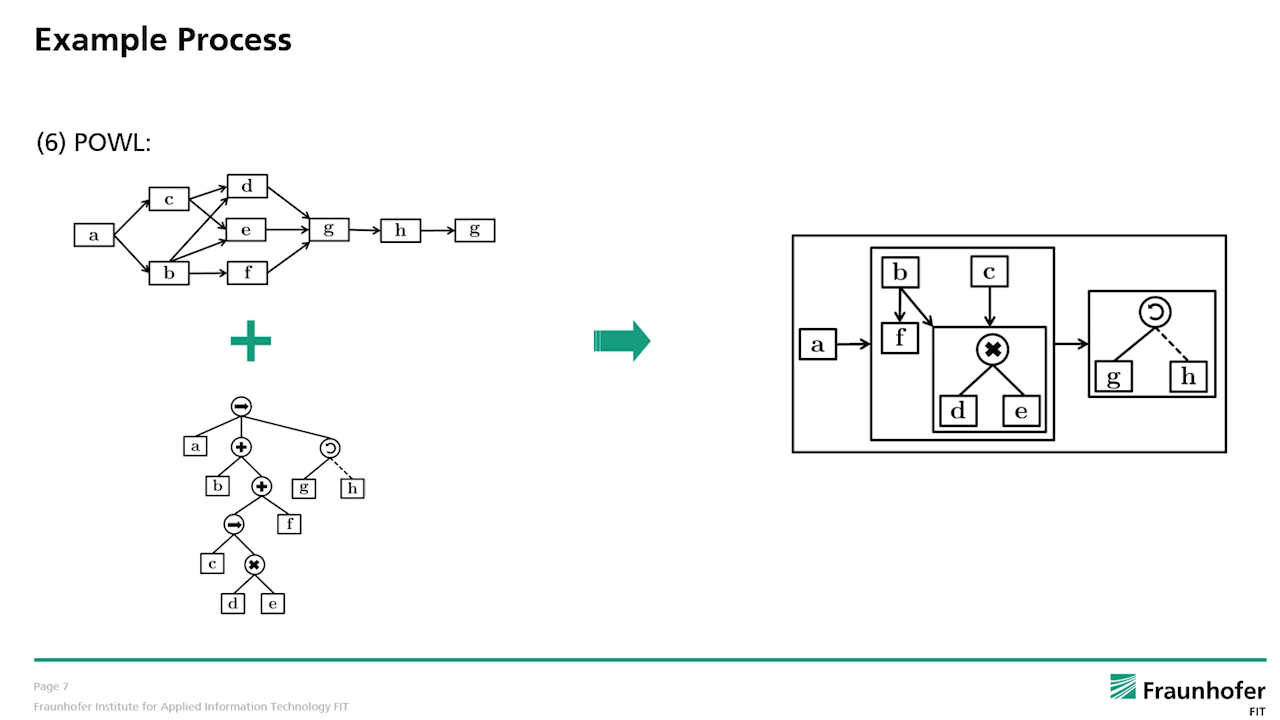 Example Process
(6) POWL:
d
c
a
e
g
h
g
b
f
a
b
g
h
f
c
d
e
b
c
a
f
d
e
g
h
Page 7
Fraunhofer Institute for Applied Information Technology FIT
Fraunhofer
FIT